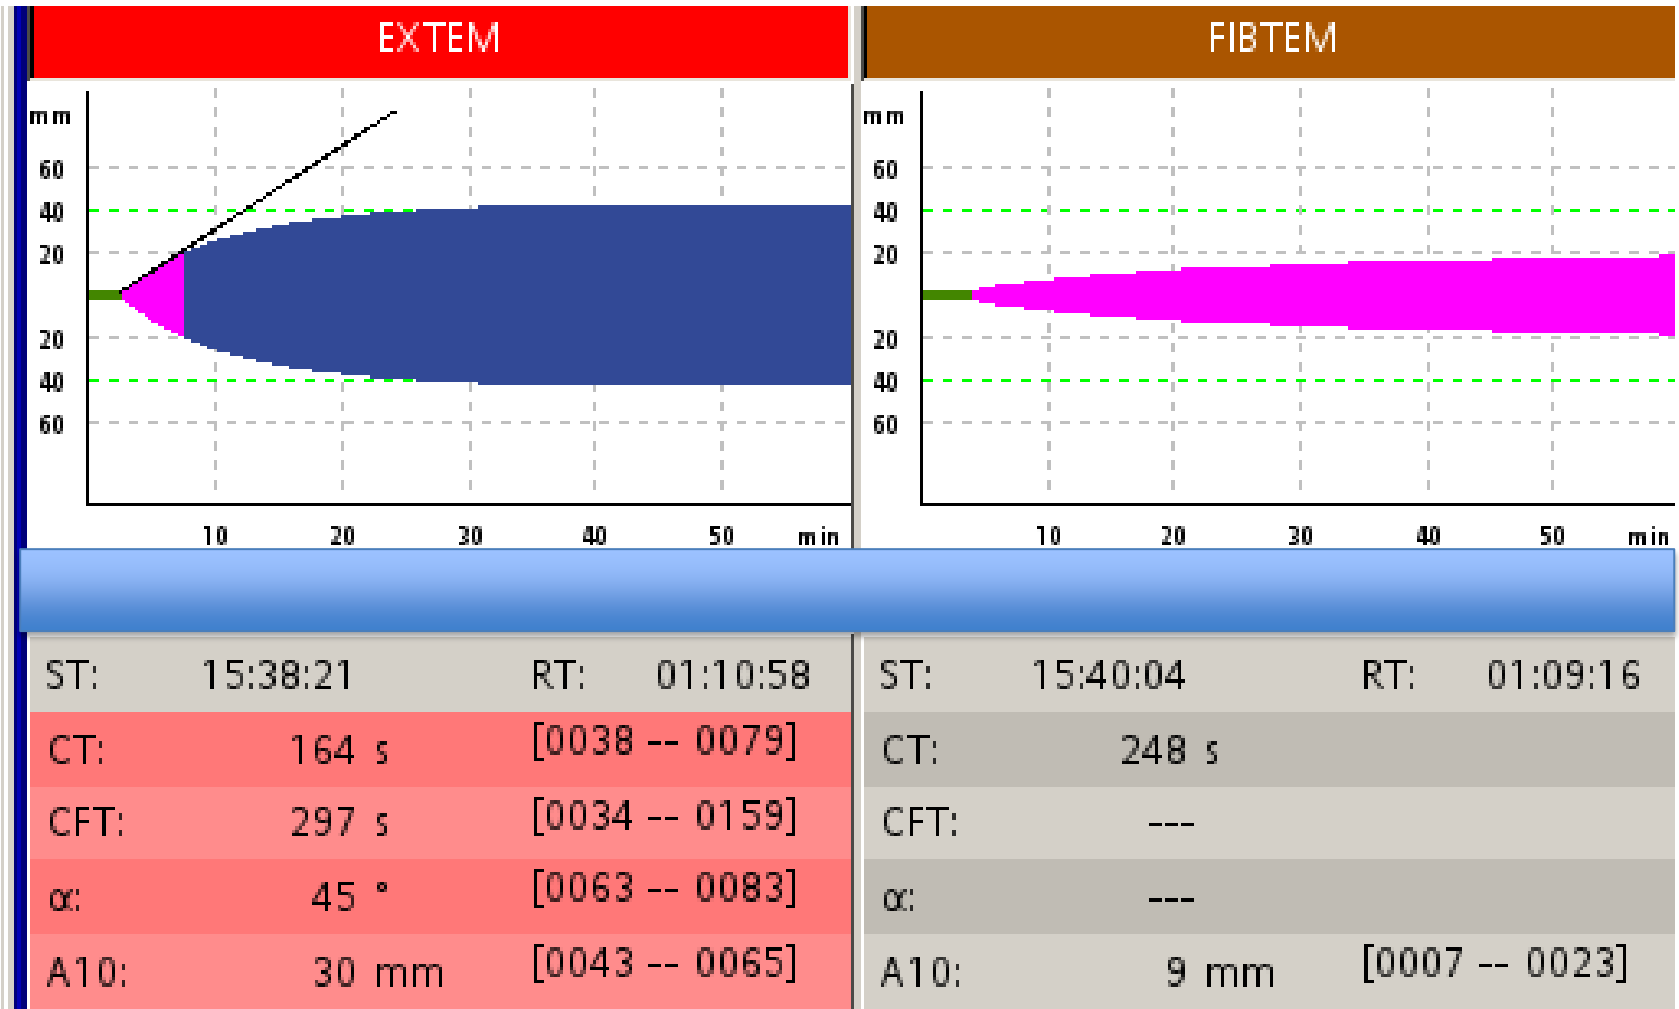 EXTEM
FIBTEM
mm
60
40
20
20
40
60
10 20 30 40 50 min
mm
60
40
20
20
40
60
10 20 30 40 50 min
ST: 15:38:21 RT: 01:10:58
CT: 164 s [0038 -- 0079]
CFT: 297 s [0034 -- 0159]
α: 45 ° [0063 -- 0083]
A10: 30 mm [0043 -- 0065]
ST: 15:40:04 RT: 01:09:16
CT: 248 s
CFT: ---
α: ---
A10: 9 mm [0007 -- 0023]